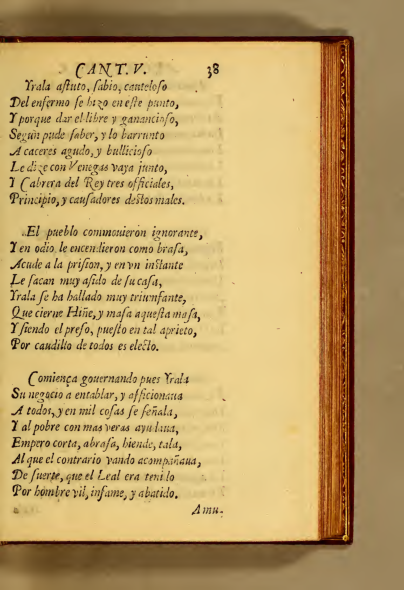 CANT. V. 38
Yrala astuto, sabio, cauteloso
Del enfermo se hizo en este punto,
Y porque dar el libre y ganancioso,
Segun pude saber, y lo barrunto
A caceres agudo, y bullicioso
Le dize con Venegas vaya junto,
I Cabrera del Rey tres officiales,
Principio, y causadores destos males.
El pueblo commouieron ignorante,
Y en odio le encendieron como brasa,
Acude a la prision, y en vn instante
Le sacan muy asido de su casa,
Yrala se ha hallado muy triunfante,
Que cierne Hiñe, y masa aquesta masa,
Y siendo el preso, puesto en tal aprieto,
Por caudillo de todos es electo.
Comiença gouernando pues Yrala
Su negocio a entablar, y afficionaua
A todos, y en mil cosas se señala,
Y al pobre con mas veras ayudaua,
Empero corta, abrasa, hiende, tala,
Al que el contrario vando acompañaua,
De suerte, que el Leal era tenido
Por hombre vil, infame, y abatido.
Amu-